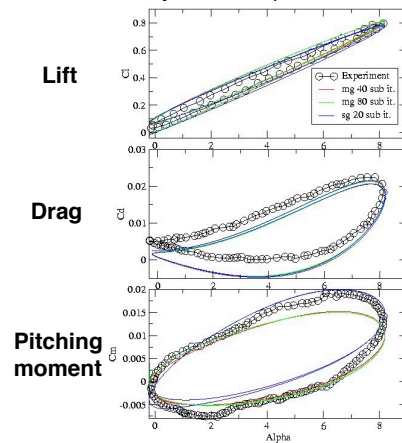 Lift
Cl
0.8
0.6
0.4
0.2
0
Experiment
mg 40 sub it.
mg 80 sub it.
sg 20 sub it.
0 2 4 6 8
Drag
Cd
0.03
0.02
0.01
0
0 2 4 6 8
Pitching
moment
Cm
0.02
0.015
0.01
0.005
0
-0.005
0 2 4 6 8
Alpha